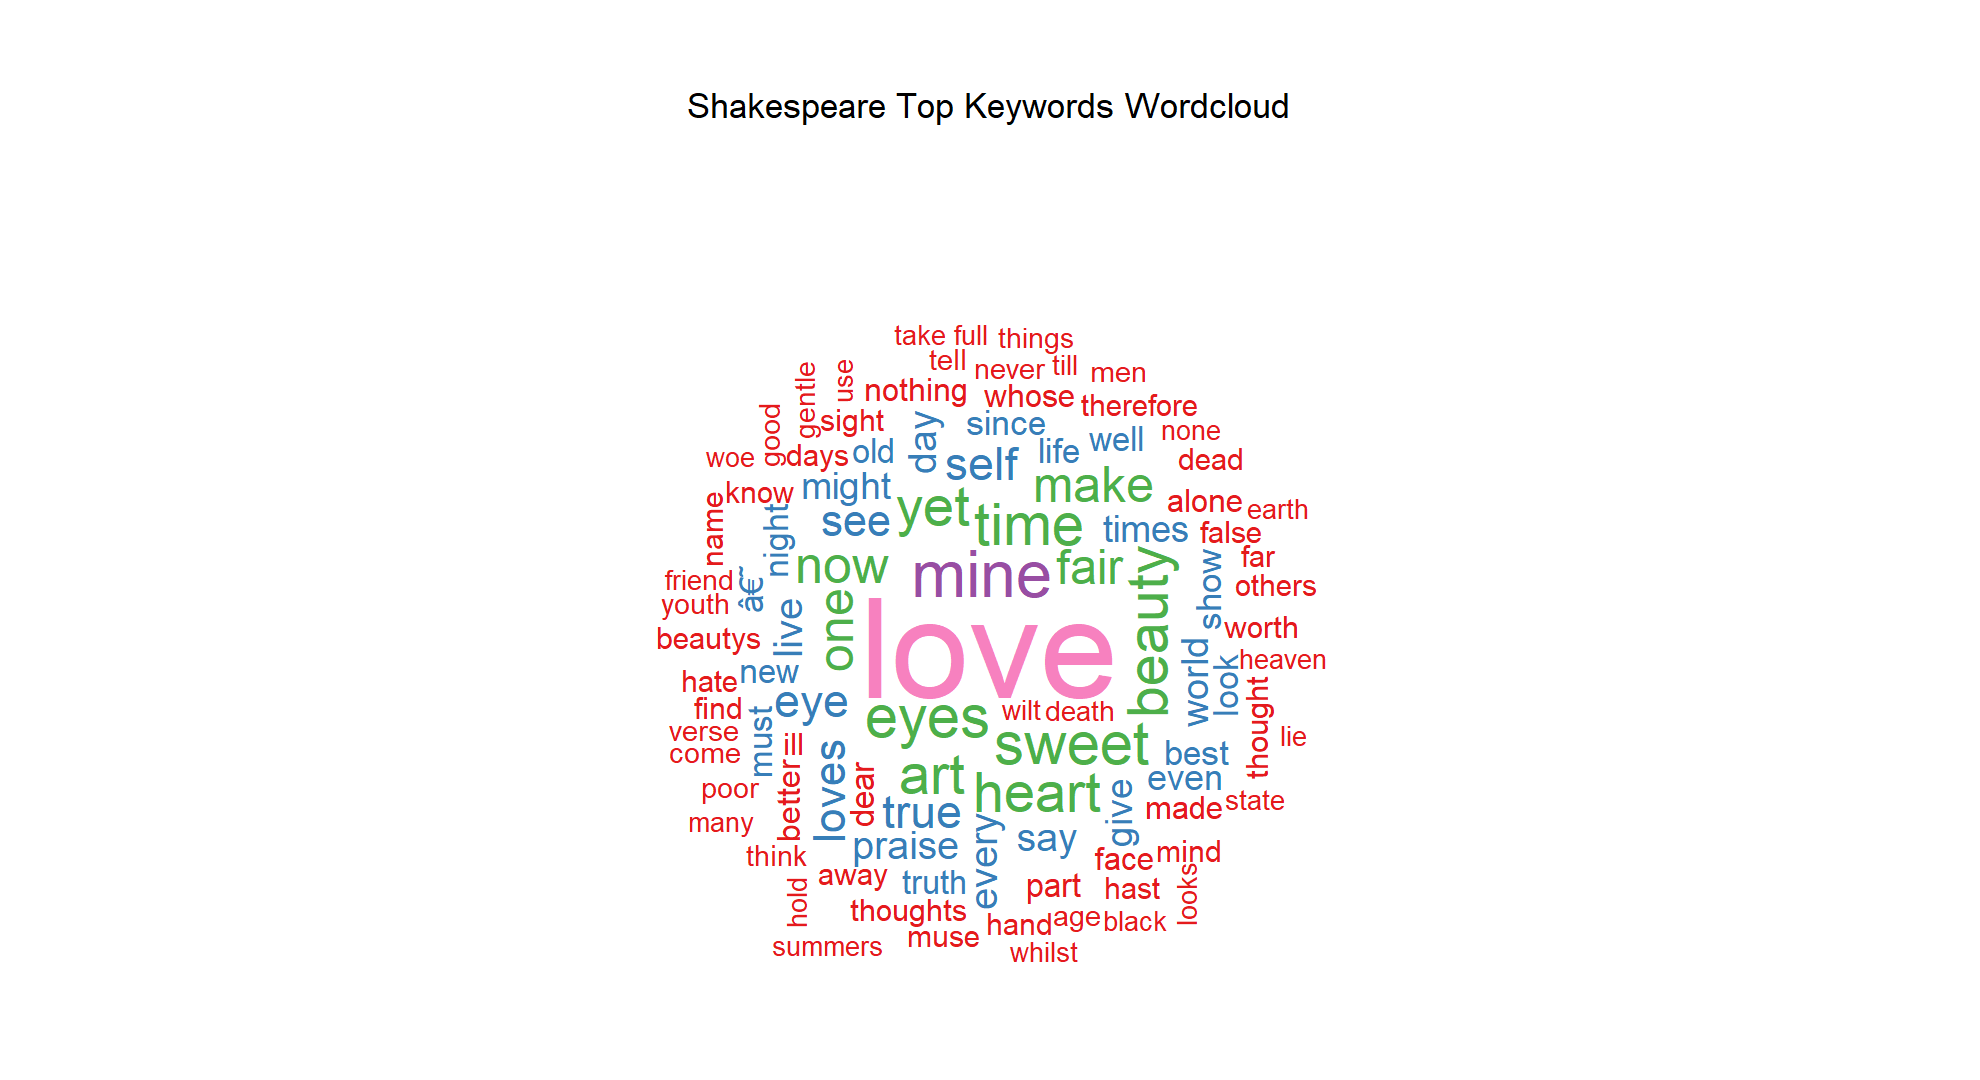 Shakespeare Top Keywords Wordcloud
take full things
tell never till men
gentle use nothing whose therefore
good sight day since life well none
woe days old self dead
name know might yet make alone earth
night see time times false
friend â€˜ now mine fair beauty show far others
youth live one love worth
beautys new world look heaven
hate eye eyes wilt death thought
find must ill loves sweet best lie
verse
come better dear art heart give even
poor true made state
many praise every say face mind
think away truth part hast looks
hold thoughts hand age black
summers muse whilst